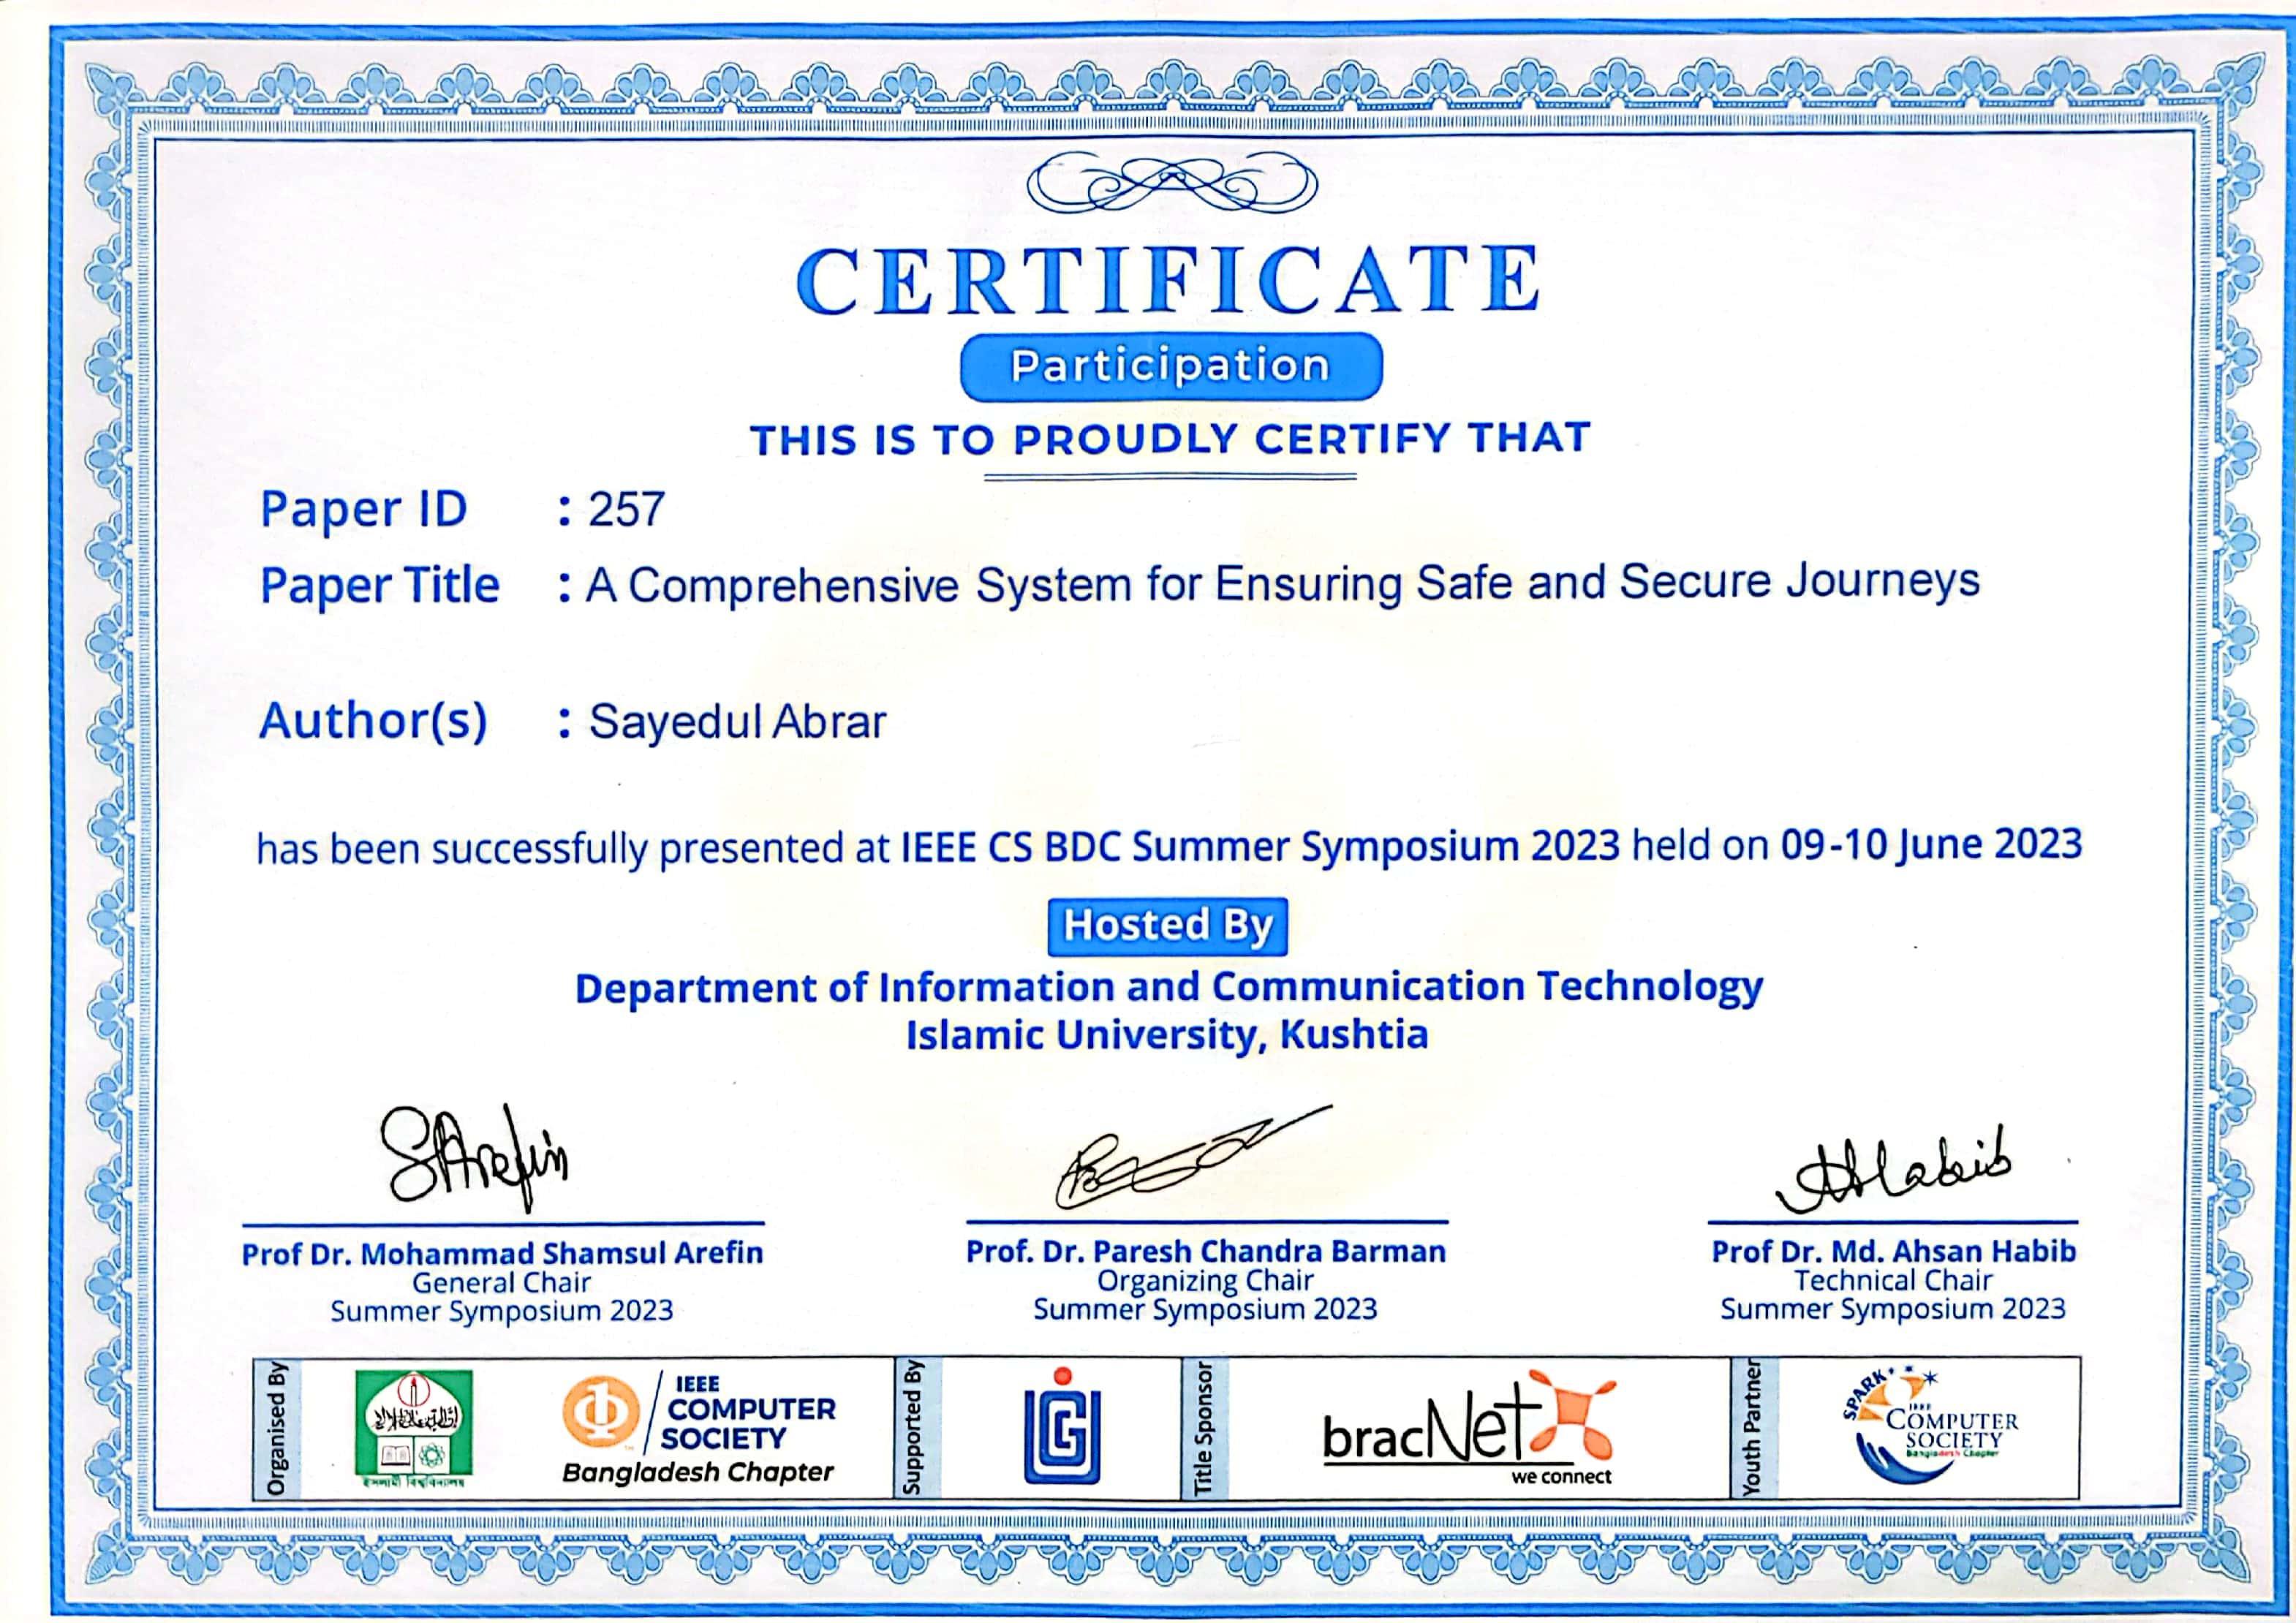 CERTIFICATE
Participation
THIS IS TO PROUDLY CERTIFY THAT
Paper ID : 257
Paper Title : A Comprehensive System for Ensuring Safe and Secure Journeys
Author(s) : Sayedul Abrar
has been successfully presented at IEEE CS BDC Summer Symposium 2023 held on 09-10 June 2023
Hosted By
Department of Information and Communication Technology
Islamic University, Kushtia
SArefin
AHabib
Prof Dr. Mohammad Shamsul Arefin
General Chair
Summer Symposium 2023
Prof. Dr. Paresh Chandra Barman
Organizing Chair
Summer Symposium 2023
Prof Dr. Md. Ahsan Habib
Technical Chair
Summer Symposium 2023
Organised By
ইসলামী বিশ্ববিদ্যালয়
IEEE
COMPUTER
SOCIETY
Bangladesh Chapter
Supported By
Title Sponsor
bracNet
we connect
Youth Partner
SPARK
IEEE
COMPUTER
SOCIETY
Bangladesh Chapter